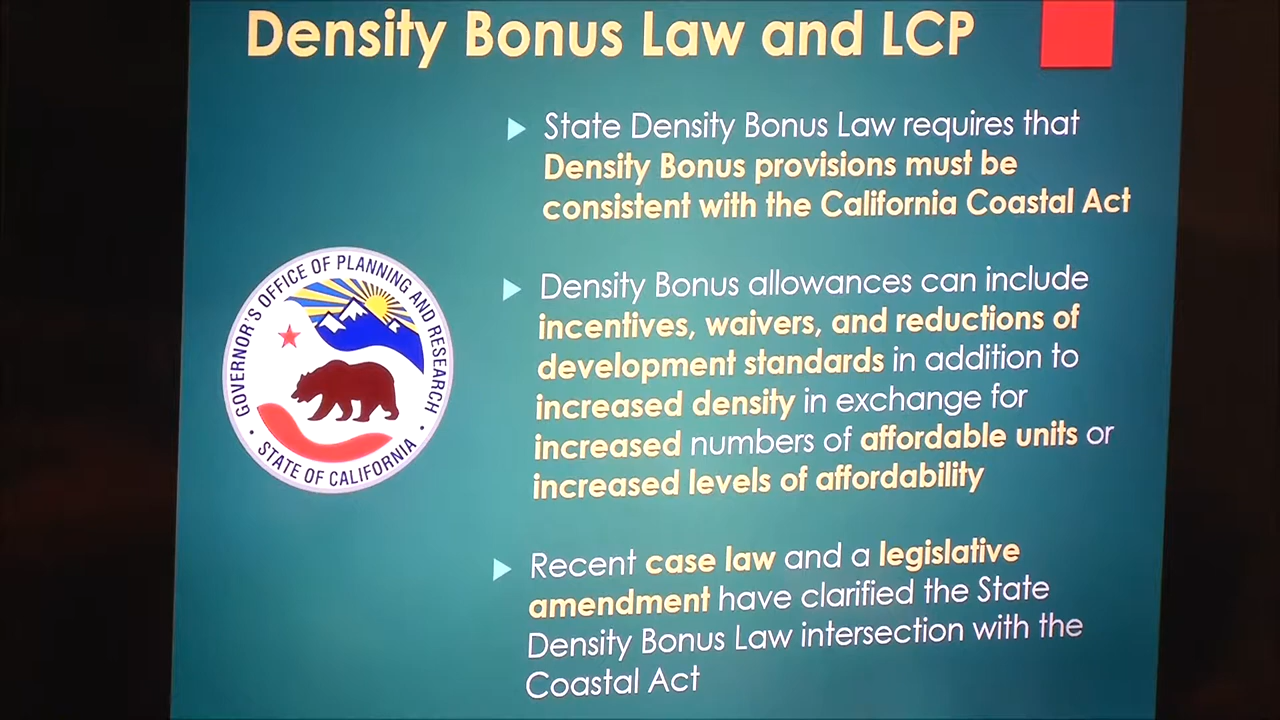 Density Bonus Law and LCP
State Density Bonus Law requires that
Density Bonus provisions must be
consistent with the California Coastal Act
Density Bonus allowances can include
incentives, waivers, and reductions of
development standards in addition to
increased density in exchange for
increased numbers of affordable units or
increased levels of affordability
Recent case law and a legislative
amendment have clarified the State
Density Bonus Law intersection with the
Coastal Act
GOVERNOR'S OFFICE OF PLANNING AND RESEARCH
STATE OF CALIFORNIA